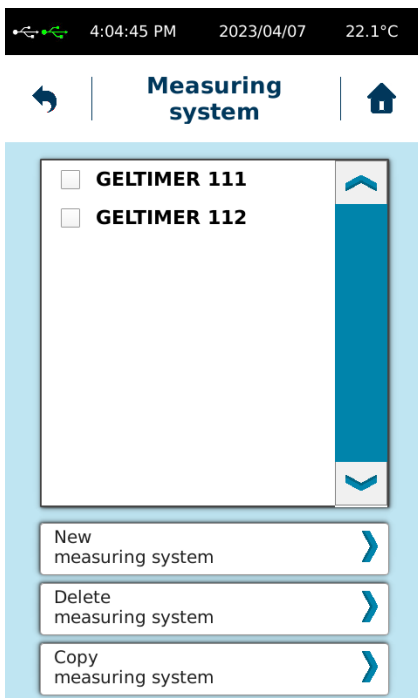 4:04:45 PM 2023/04/07 22.1°C
Measuring
system
GELTIMER 111
GELTIMER 112
New
measuring system
Delete
measuring system
Copy
measuring system